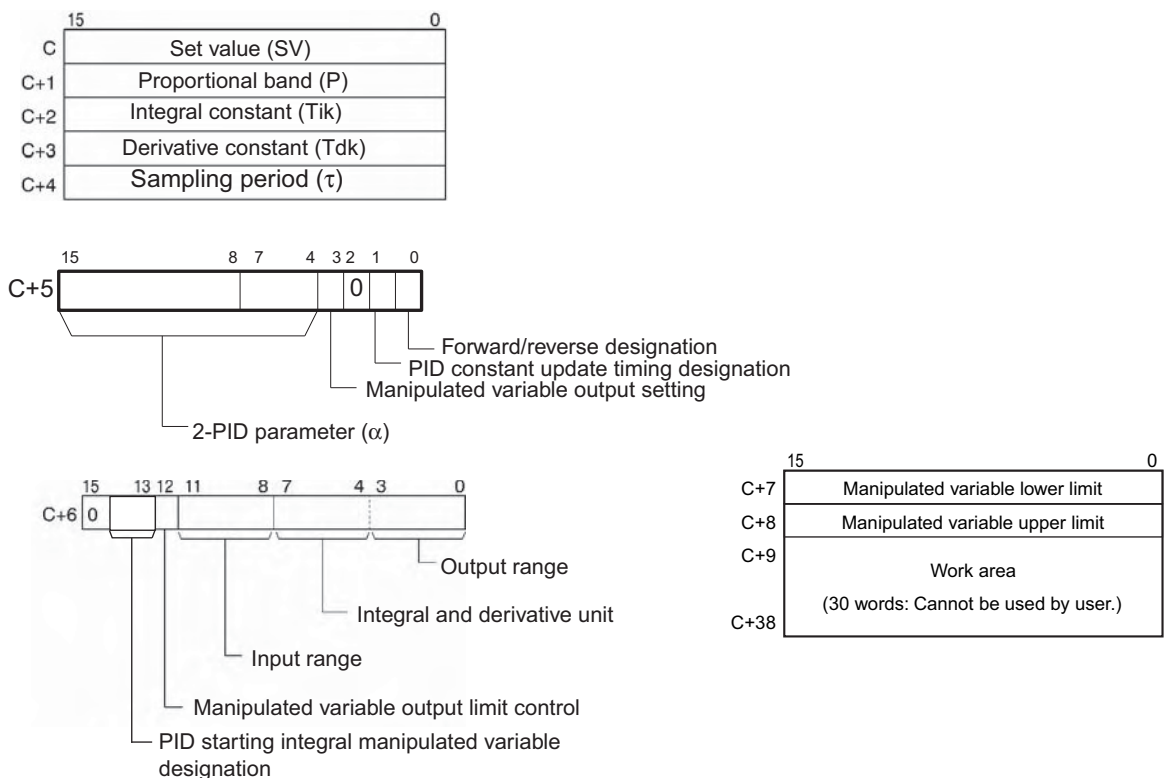 15 0
C Set value (SV)
C+1 Proportional band (P)
C+2 Integral constant (Tik)
C+3 Derivative constant (Tdk)
C+4 Sampling period (τ)
15 8 7 4 3 2 1 0
C+5 0
Forward/reverse designation
PID constant update timing designation
Manipulated variable output setting
2-PID parameter (α)
15 13 12 11 8 7 4 3 0
C+6 0
Output range
Integral and derivative unit
Input range
Manipulated variable output limit control
PID starting integral manipulated variable
designation
15 0
C+7 Manipulated variable lower limit
C+8 Manipulated variable upper limit
C+9
Work area
(30 words: Cannot be used by user.)
C+38